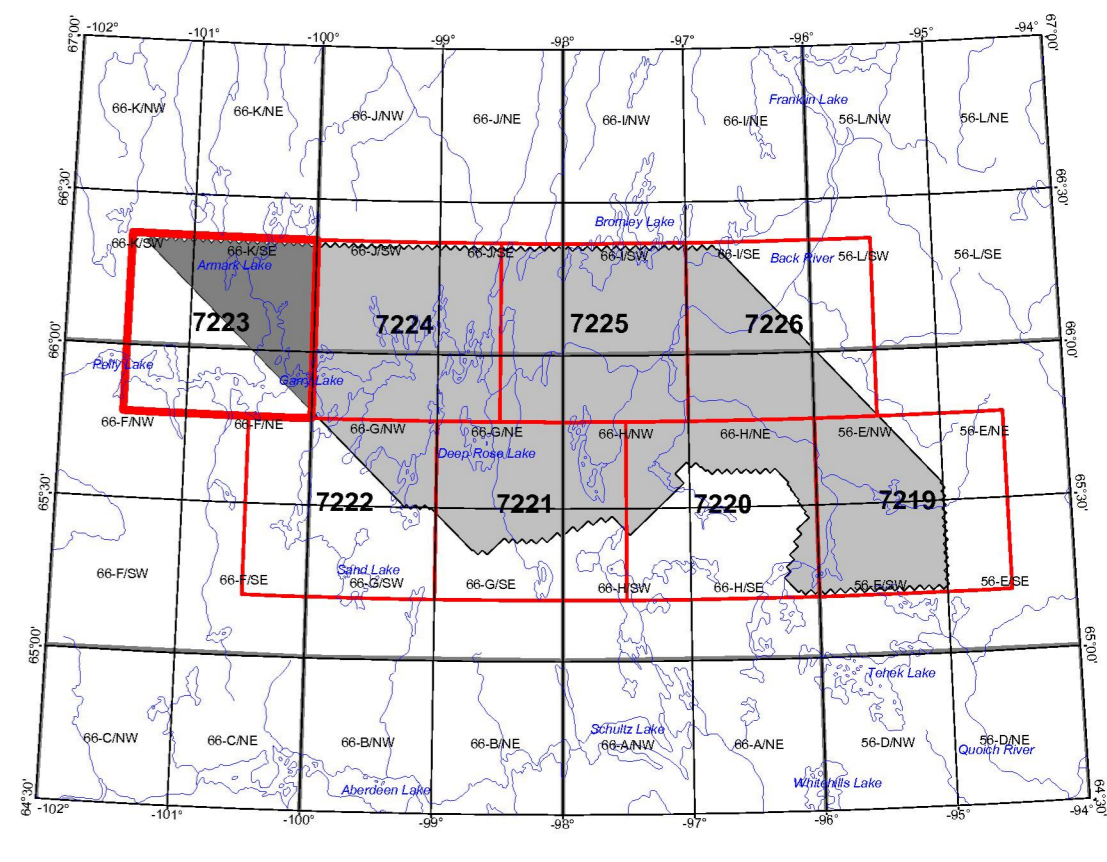 -102° -101° -100° -99° -98° -97° -96° -95° -94°
67°00' 67°00'
Franklin Lake
66-K/NW 66-K/NE 66-J/NW 66-J/NE 66-I/NW 66-I/NE 56-L/NW 56-L/NE
66°30' 66°30'
Bromley Lake
66-K/SW 66-K/SE 66-J/SW 66-J/SE 66-I/SW 66-I/SE 56-L/SW 56-L/SE
Armark Lake Back River
7223 7224 7225 7226
66°00' 66°00'
Pelly Lake Garry Lake
66-F/NW 66-F/NE 66-G/NW 66-G/NE 66-H/NW 66-H/NE 56-E/NW 56-E/NE
Deep Rose Lake
65°30' 7222 7221 7220 7219 65°30'
Sand Lake
66-F/SW 66-F/SE 66-G/SW 66-G/SE 66-H/SW 66-H/SE 56-E/SW 56-E/SE
65°00' 65°00'
Tehek Lake
Schultz Lake
66-C/NW 66-C/NE 66-B/NW 66-B/NE 66-A/NW 66-A/NE 56-D/NW 56-D/NE
Quoich River
Aberdeen Lake Whitehills Lake
64°30' 64°30'
-102° -101° -100° -99° -98° -97° -96° -95° -94°